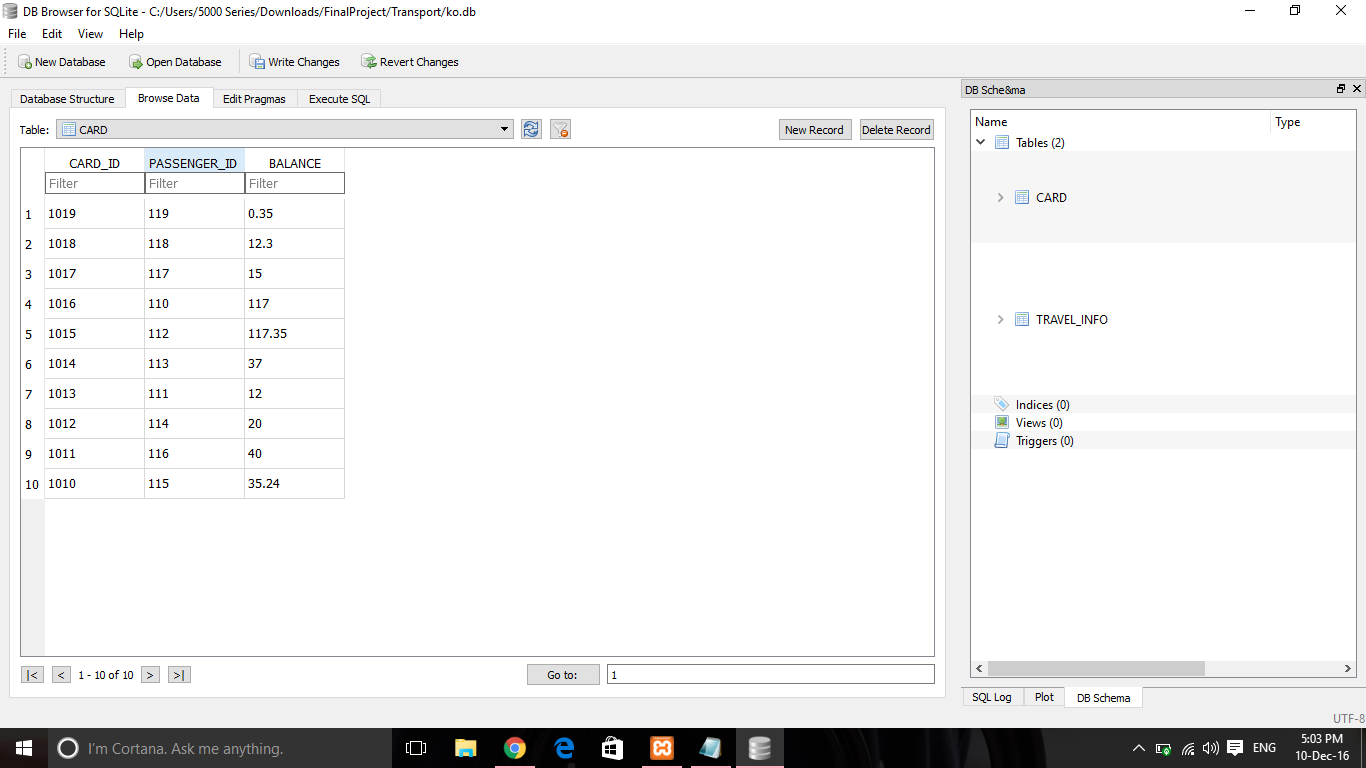 DB Browser for SQLite - C:/Users/5000 Series/Downloads/FinalProject/Transport/ko.db
File Edit View Help
New Database Open Database Write Changes Revert Changes
Database Structure Browse Data Edit Pragmas Execute SQL
Table: CARD New Record Delete Record
CARD_ID PASSENGER_ID BALANCE
Filter Filter Filter
1 1019 119 0.35
2 1018 118 12.3
3 1017 117 15
4 1016 110 117
5 1015 112 117.35
6 1014 113 37
7 1013 111 12
8 1012 114 20
9 1011 116 40
10 1010 115 35.24
|< < 1 - 10 of 10 > >| Go to: 1
DB Sche&ma
Name Type
Tables (2)
CARD
TRAVEL_INFO
Indices (0)
Views (0)
Triggers (0)
SQL Log Plot DB Schema
UTF-8
I'm Cortana. Ask me anything.
ENG
5:03 PM
10-Dec-16